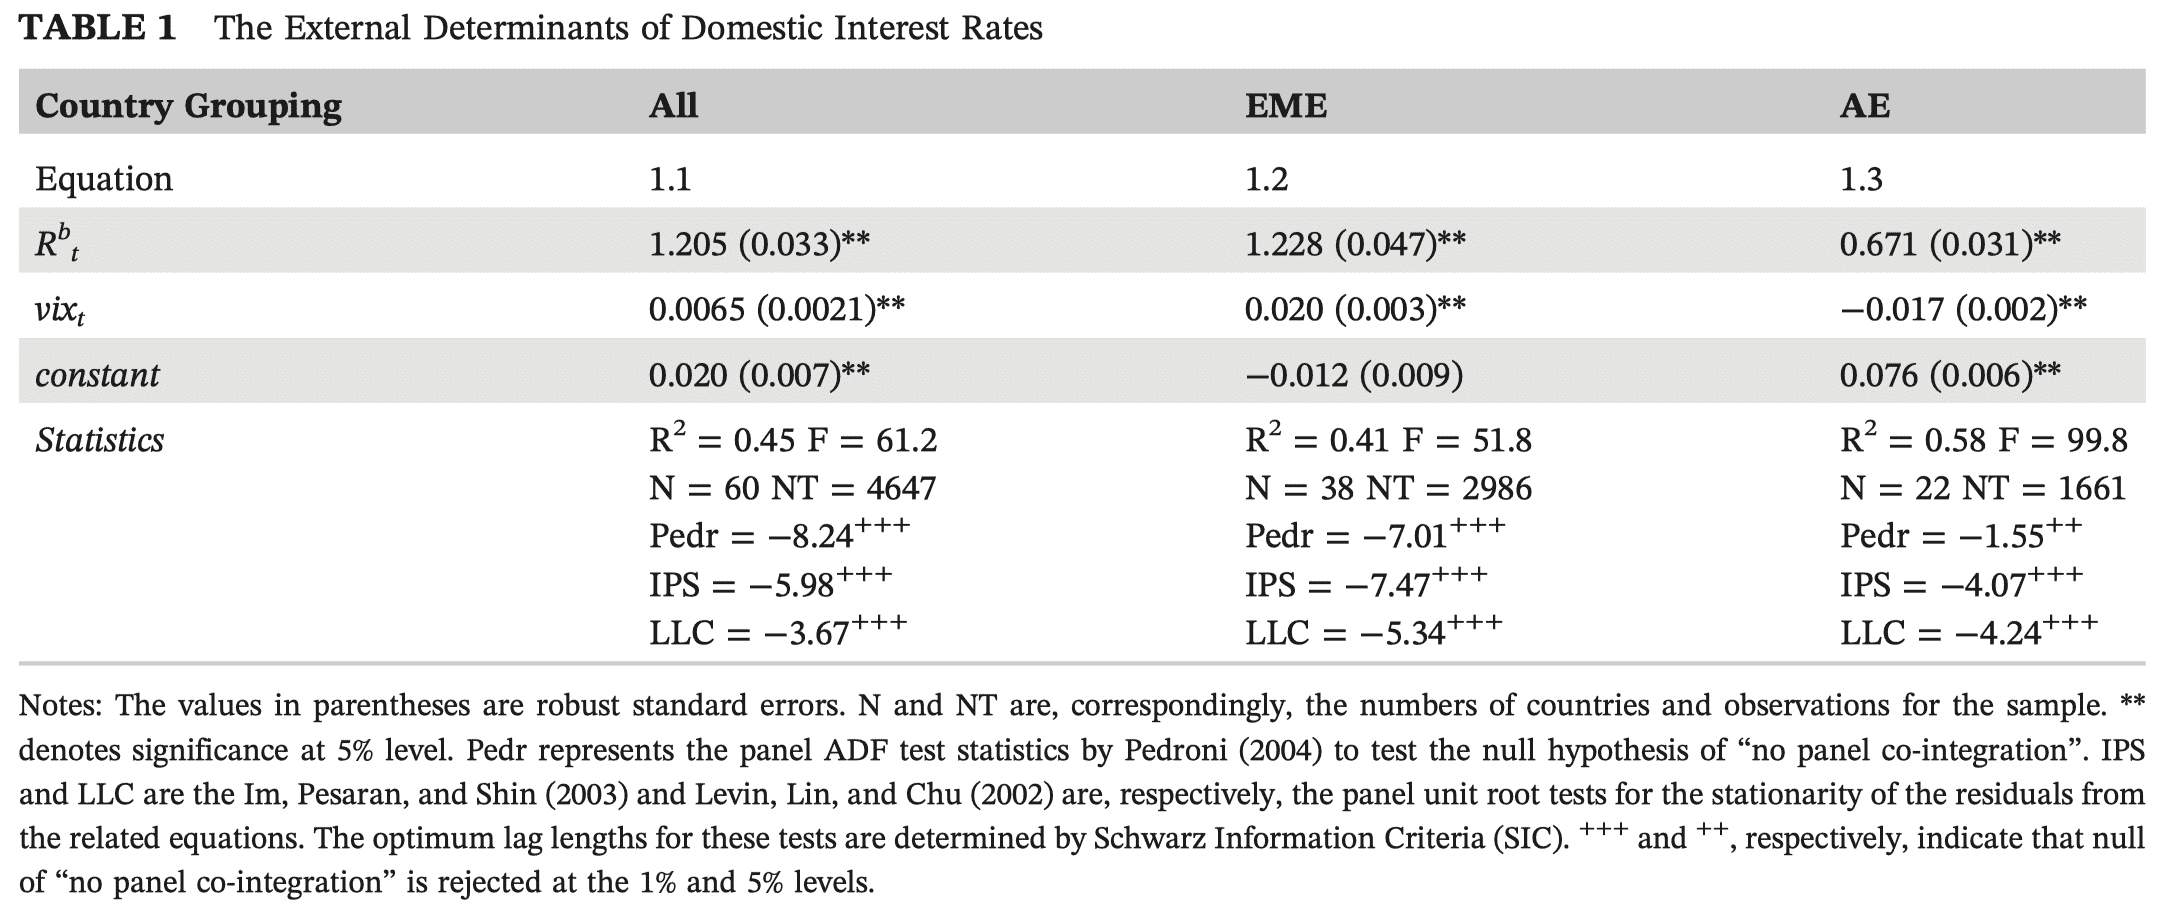 TABLE 1 The External Determinants of Domestic Interest Rates
Country Grouping All EME AE
Equation 1.1 1.2 1.3
R^b_t 1.205 (0.033)** 1.228 (0.047)** 0.671 (0.031)**
vix_t 0.0065 (0.0021)** 0.020 (0.003)** −0.017 (0.002)**
constant 0.020 (0.007)** −0.012 (0.009) 0.076 (0.006)**
Statistics R² = 0.45 F = 61.2 R² = 0.41 F = 51.8 R² = 0.58 F = 99.8
N = 60 NT = 4647 N = 38 NT = 2986 N = 22 NT = 1661
Pedr = −8.24+++ Pedr = −7.01+++ Pedr = −1.55++
IPS = −5.98+++ IPS = −7.47+++ IPS = −4.07+++
LLC = −3.67+++ LLC = −5.34+++ LLC = −4.24+++
Notes: The values in parentheses are robust standard errors. N and NT are, correspondingly, the numbers of countries and observations for the sample. **
denotes significance at 5% level. Pedr represents the panel ADF test statistics by Pedroni (2004) to test the null hypothesis of “no panel co-integration”. IPS
and LLC are the Im, Pesaran, and Shin (2003) and Levin, Lin, and Chu (2002) are, respectively, the panel unit root tests for the stationarity of the residuals from
the related equations. The optimum lag lengths for these tests are determined by Schwarz Information Criteria (SIC). +++ and ++, respectively, indicate that null
of “no panel co-integration” is rejected at the 1% and 5% levels.